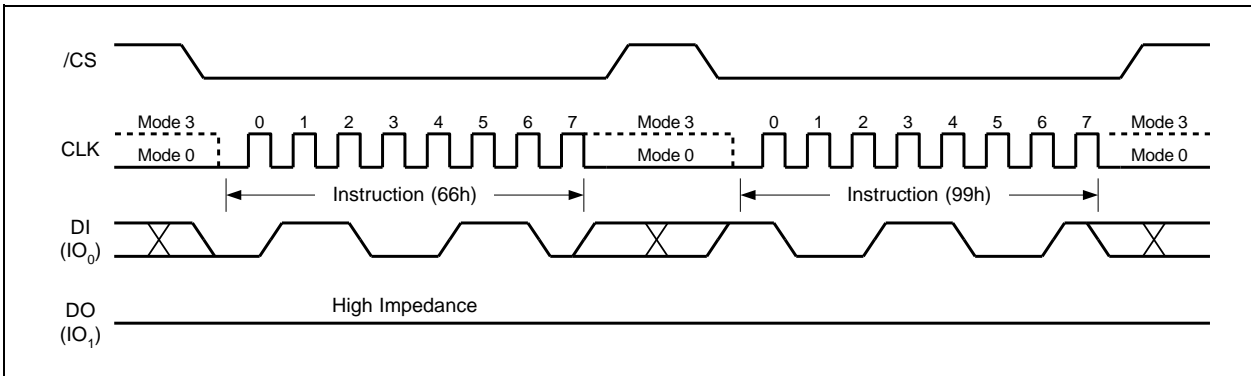 /CS
Mode 3 0 1 2 3 4 5 6 7 Mode 3 0 1 2 3 4 5 6 7 Mode 3
CLK
Mode 0 Mode 0 Mode 0
Instruction (66h) Instruction (99h)
DI
(IO0)
High Impedance
DO
(IO1)